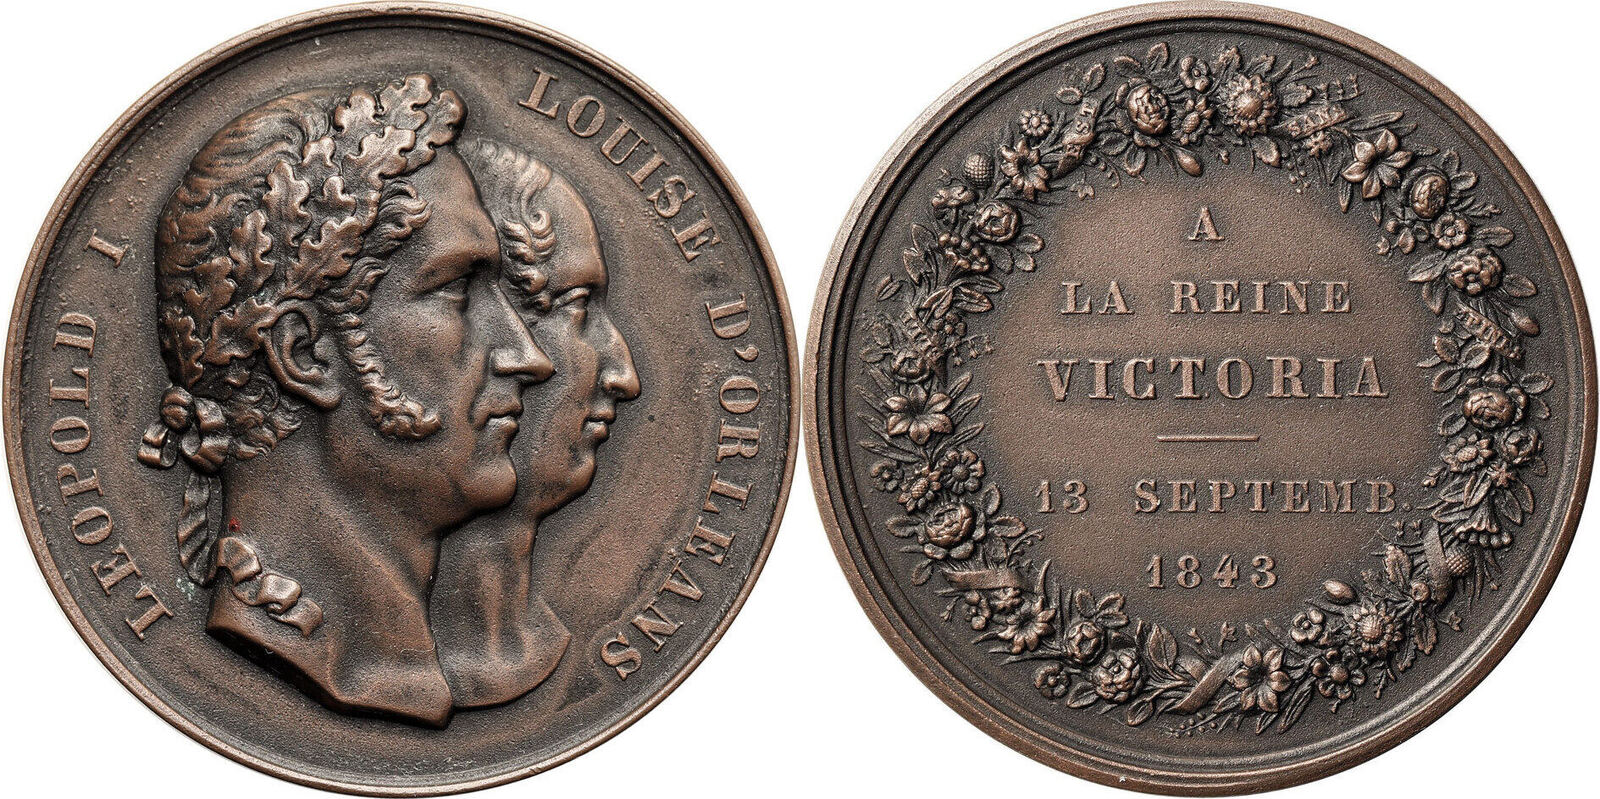 LEOPOLD I
LOUISE D'ORLEANS
A
LA REINE
VICTORIA
13 SEPTEMB.
1843